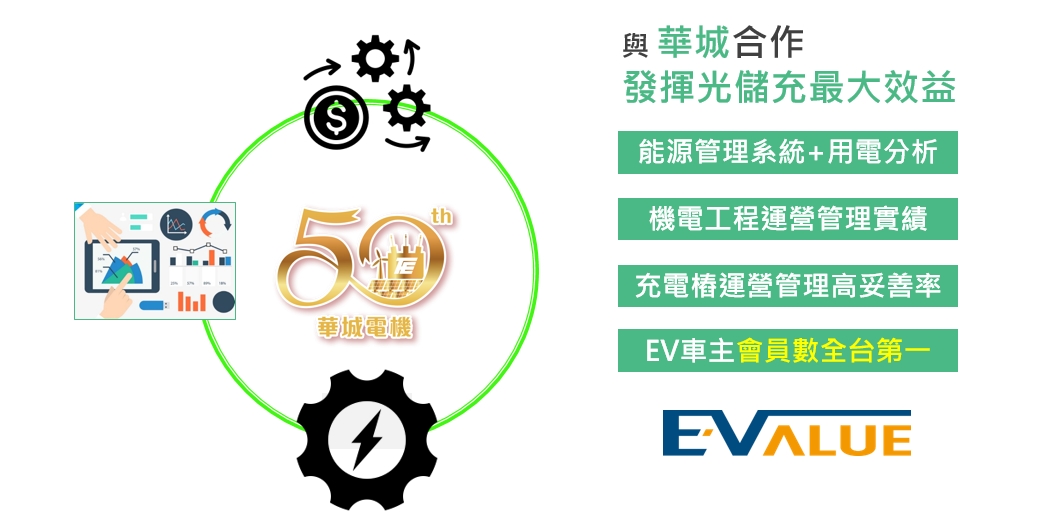 與 華城合作
發揮光儲充最大效益
能源管理系統+用電分析
機電工程運營管理實績
充電樁運營管理高妥善率
EV車主會員數全台第一
E-VALUE
$
50th
TE
華城電機